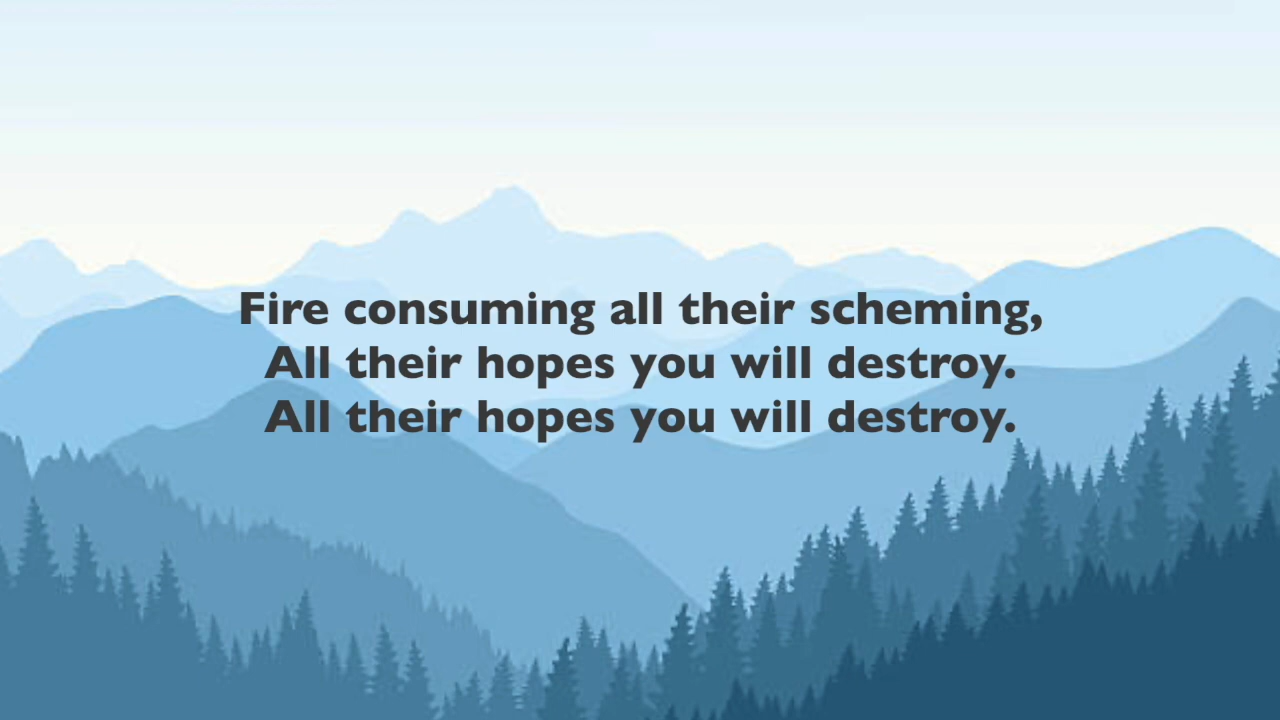 Fire consuming all their scheming,
All their hopes you will destroy.
All their hopes you will destroy.